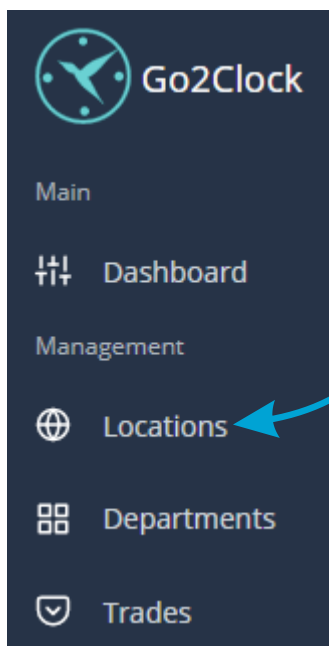 Go2Clock
Main
Dashboard
Management
Locations
Departments
Trades